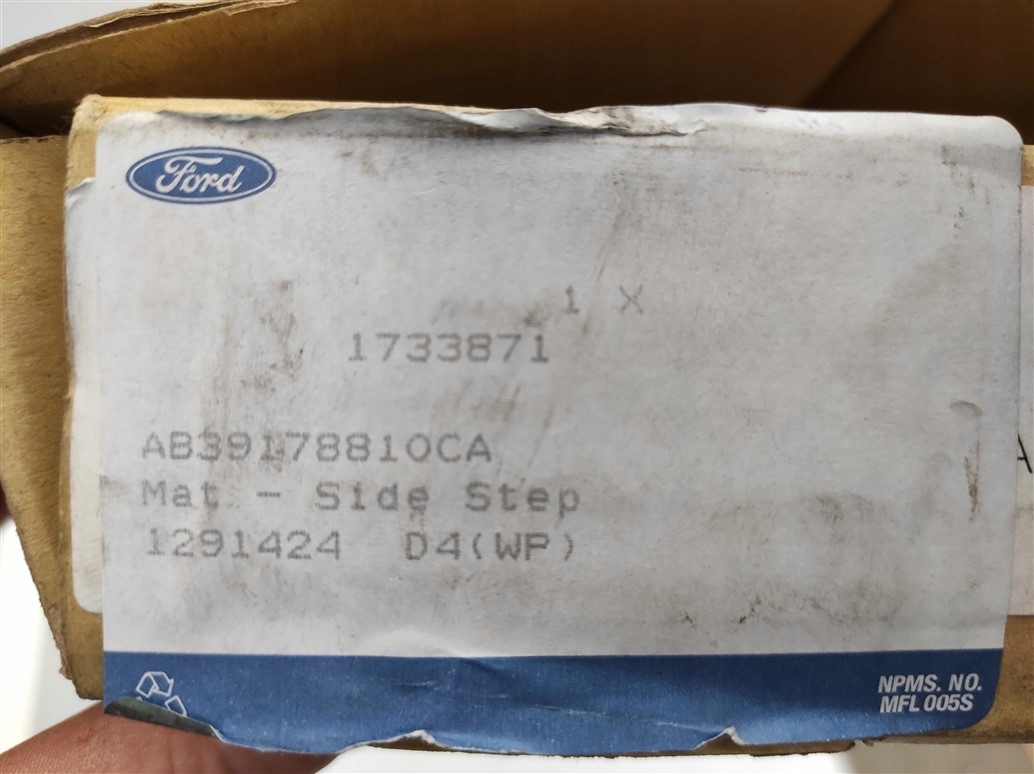 Ford
1 X
1733871
AB39178810CA
Mat - Side Step
1291424 D4(WP)
NPMS. NO.
MFL 005S
A